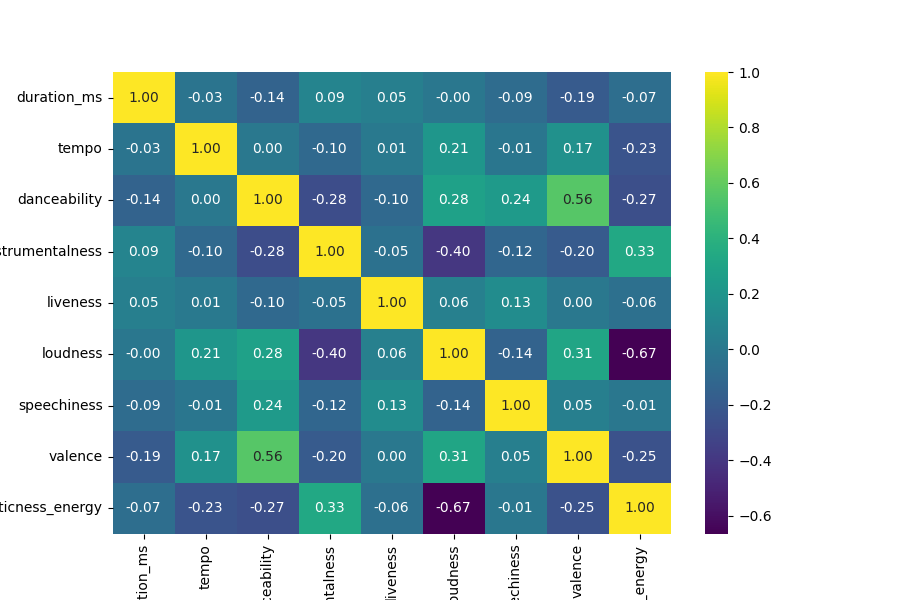 duration_ms 1.00 -0.03 -0.14 0.09 0.05 -0.00 -0.09 -0.19 -0.07
tempo -0.03 1.00 0.00 -0.10 0.01 0.21 -0.01 0.17 -0.23
danceability -0.14 0.00 1.00 -0.28 -0.10 0.28 0.24 0.56 -0.27
strumentalness 0.09 -0.10 -0.28 1.00 -0.05 -0.40 -0.12 -0.20 0.33
liveness 0.05 0.01 -0.10 -0.05 1.00 0.06 0.13 0.00 -0.06
loudness -0.00 0.21 0.28 -0.40 0.06 1.00 -0.14 0.31 -0.67
speechiness -0.09 -0.01 0.24 -0.12 0.13 -0.14 1.00 0.05 -0.01
valence -0.19 0.17 0.56 -0.20 0.00 0.31 0.05 1.00 -0.25
ticness_energy -0.07 -0.23 -0.27 0.33 -0.06 -0.67 -0.01 -0.25 1.00
tion_ms
tempo
ceability
ntalness
liveness
oudness
echiness
valence
_energy
1.0
0.8
0.6
0.4
0.2
0.0
−0.2
−0.4
−0.6